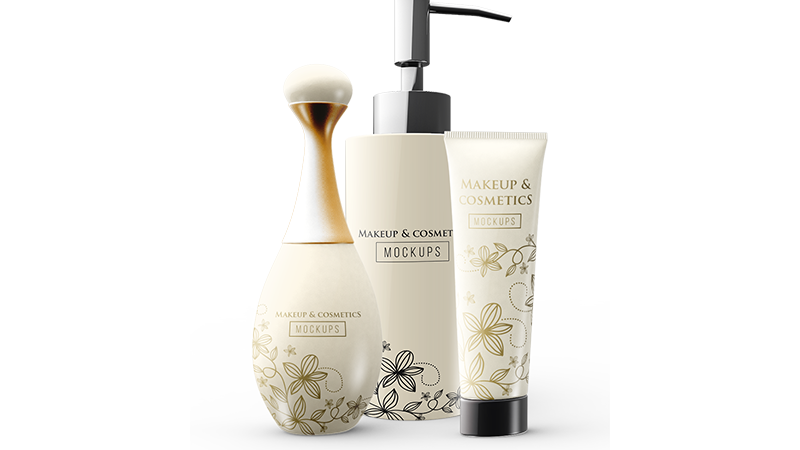 MAKEUP & COSMETICS
MOCKUPS
MAKEUP & COSMET
MOCKUPS
MAKEUP &
COSMETICS
MOCKUPS